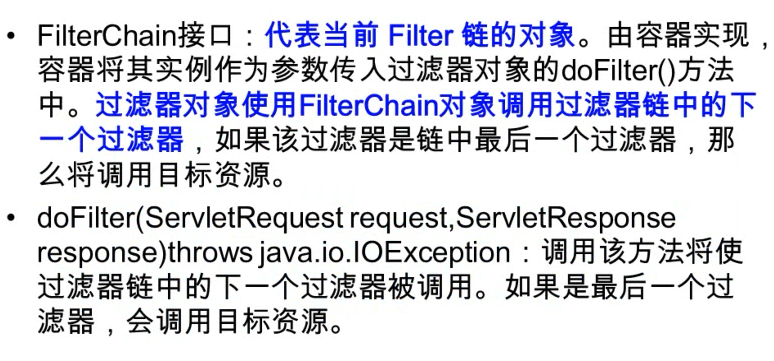 • FilterChain接口：代表当前 Filter 链的对象。由容器实现，
容器将其实例作为参数传入过滤器对象的doFilter()方法
中。过滤器对象使用FilterChain对象调用过滤器链中的下
一个过滤器，如果该过滤器是链中最后一个过滤器，那
么将调用目标资源。
• doFilter(ServletRequest request,ServletResponse
response)throws java.io.IOException：调用该方法将使
过滤器链中的下一个过滤器被调用。如果是最后一个过
滤器，会调用目标资源。